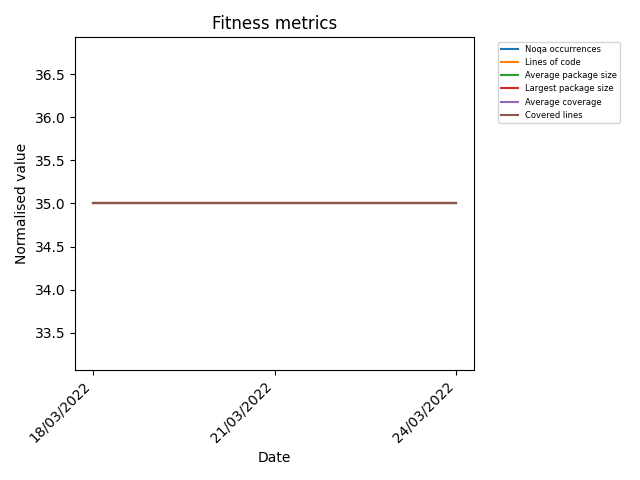 Fitness metrics
Noqa occurrences
Lines of code
Average package size
Largest package size
Average coverage
Covered lines
Normalised value
36.5
36.0
35.5
35.0
34.5
34.0
33.5
18/03/2022
21/03/2022
24/03/2022
Date